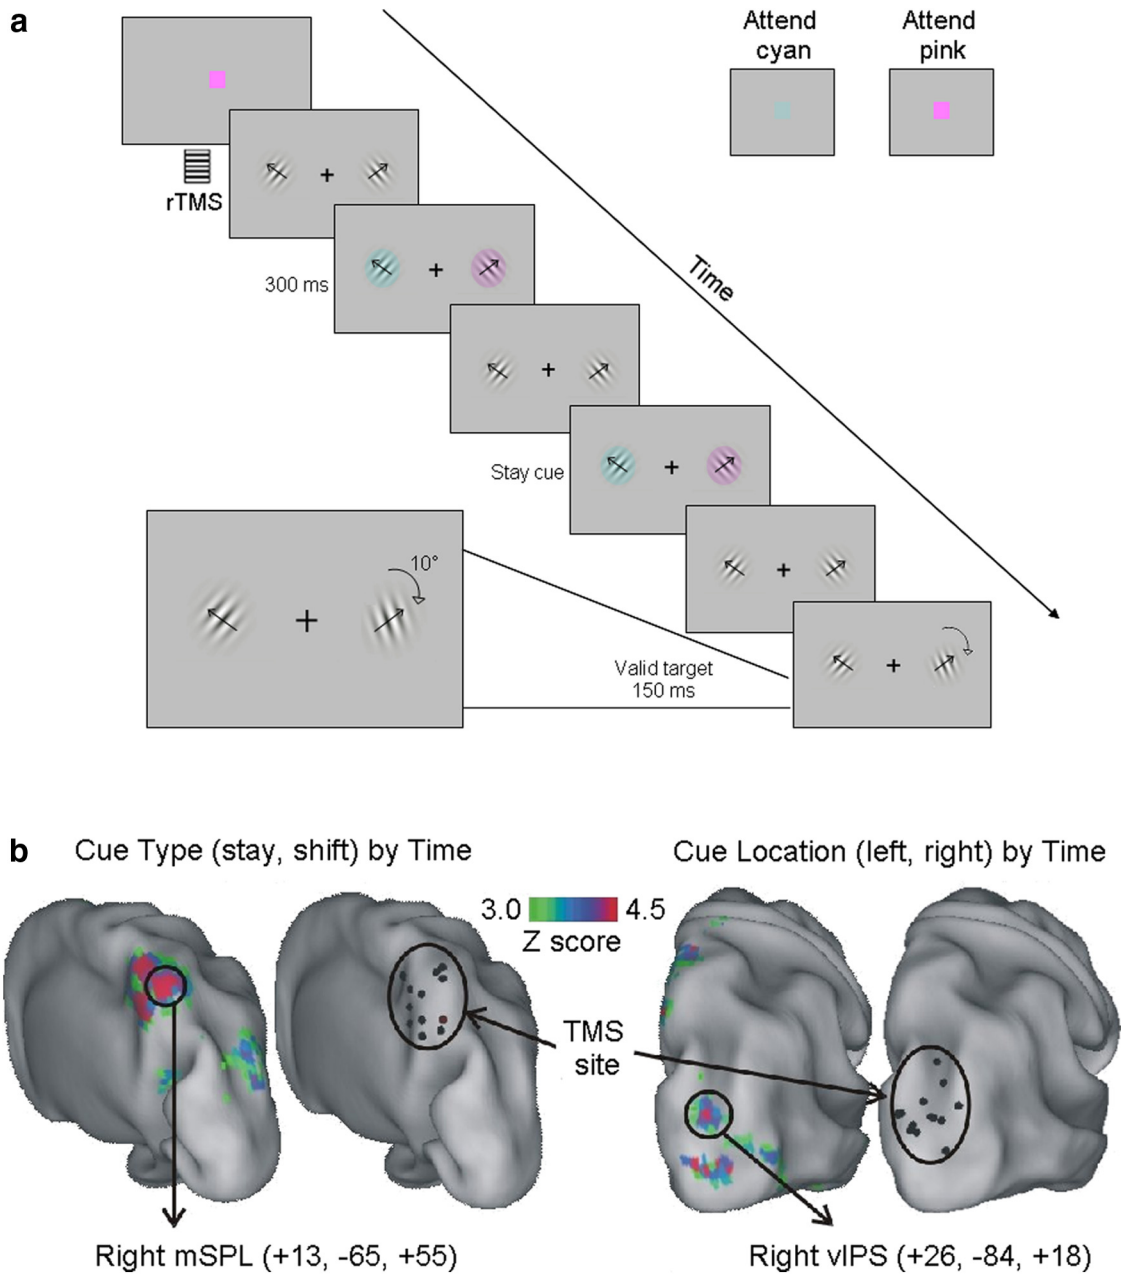 a
Attend
cyan
Attend
pink
rTMS
300 ms
Time
Stay cue
10°
Valid target
150 ms
b
Cue Type (stay, shift) by Time
Cue Location (left, right) by Time
3.0 4.5
Z score
TMS
site
Right mSPL (+13, -65, +55)
Right vIPS (+26, -84, +18)